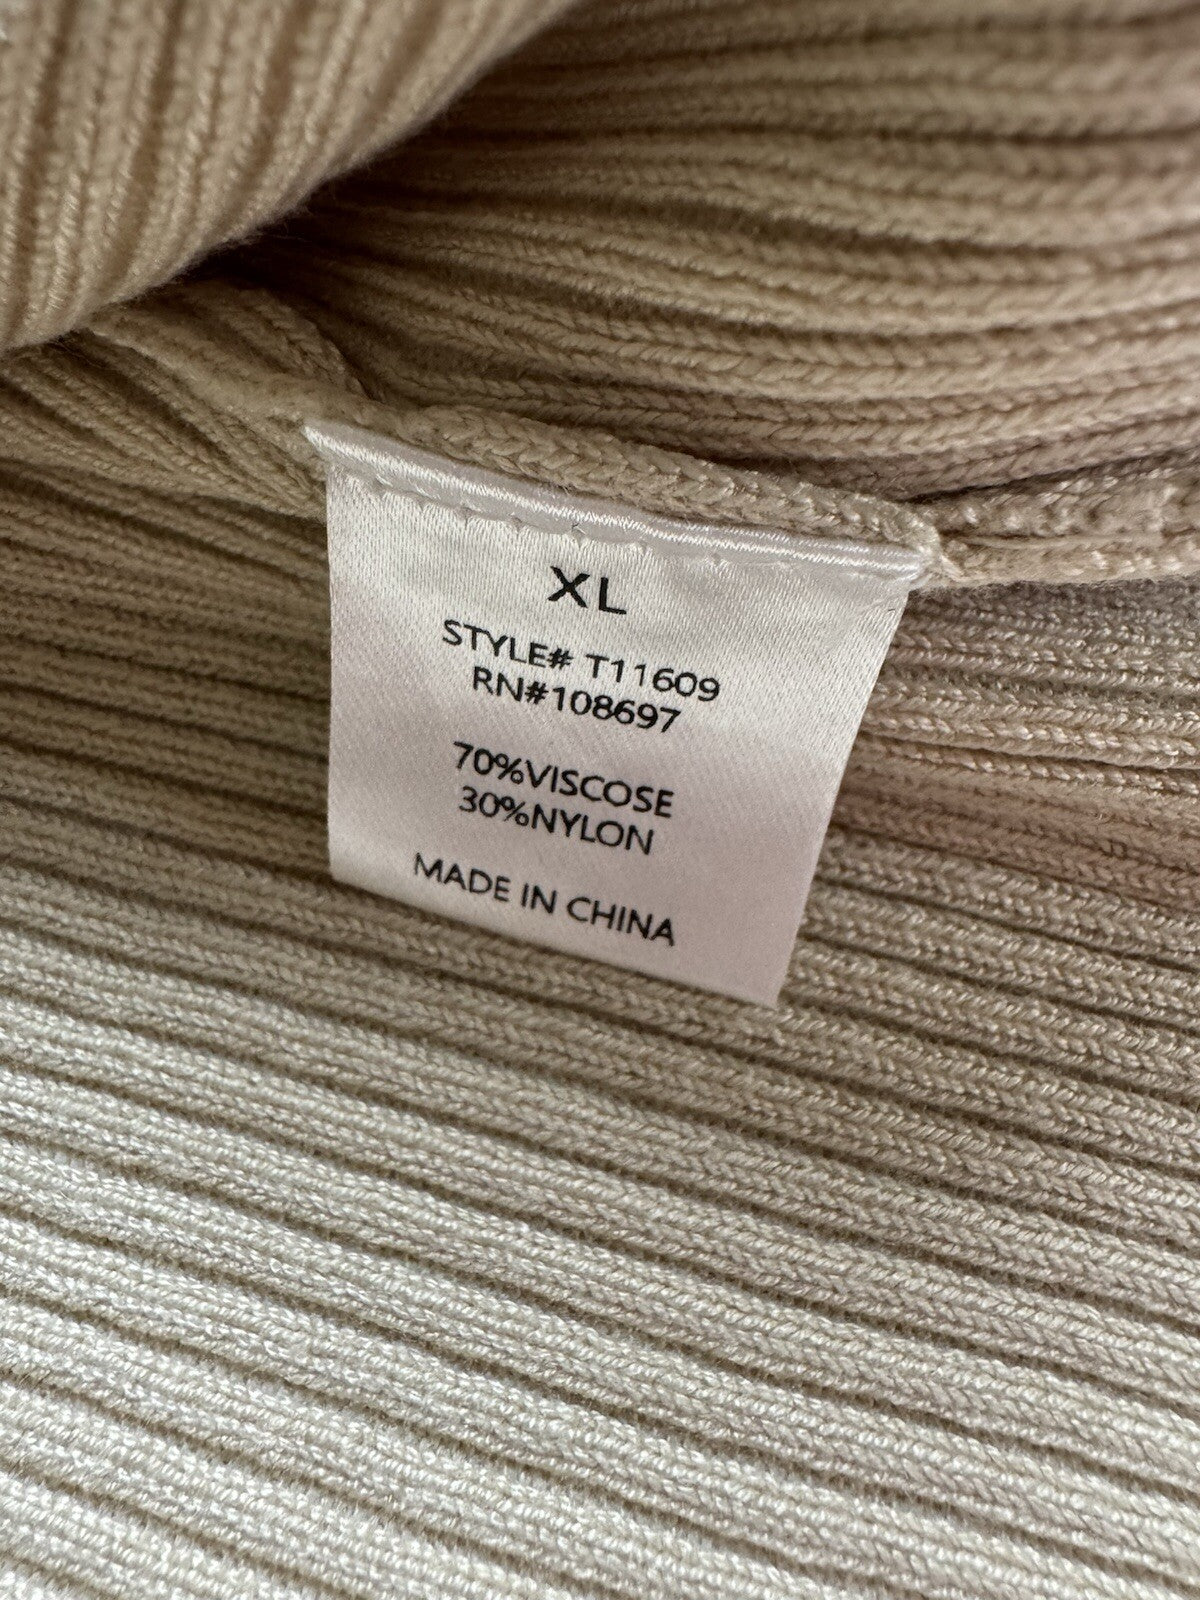 XL
STYLE# T11609
RN#108697
70%VISCOSE
30%NYLON
MADE IN CHINA